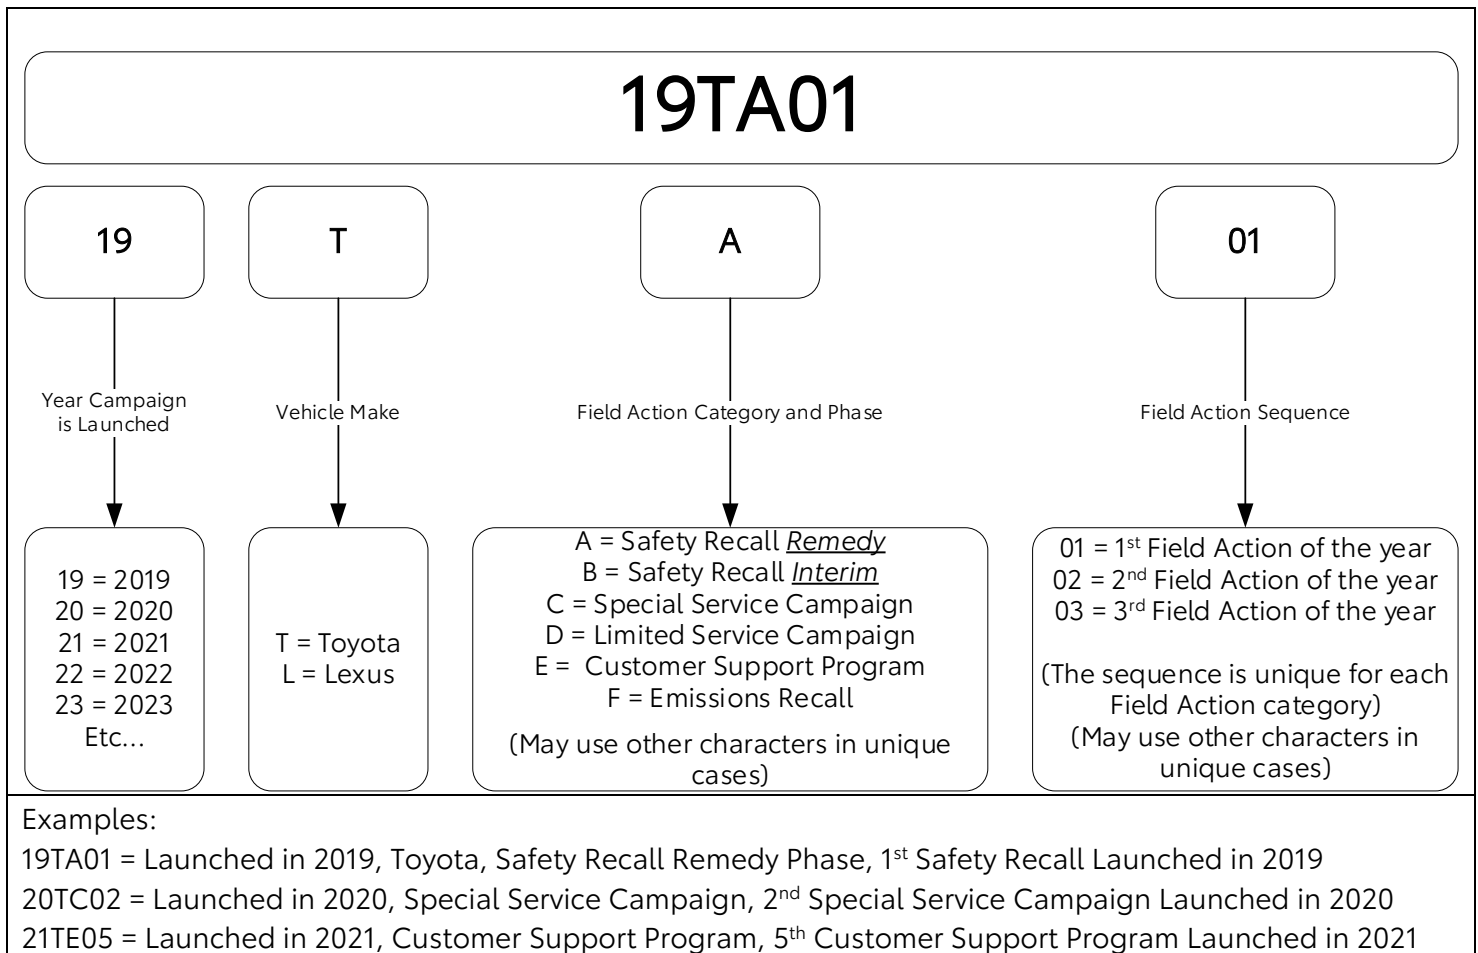 19TA01
19
T
A
01
Year Campaign
is Launched
Vehicle Make
Field Action Category and Phase
Field Action Sequence
19 = 2019
20 = 2020
21 = 2021
22 = 2022
23 = 2023
Etc...
T = Toyota
L = Lexus
A = Safety Recall Remedy
B = Safety Recall Interim
C = Special Service Campaign
D = Limited Service Campaign
E =  Customer Support Program
F = Emissions Recall
(May use other characters in unique
cases)
01 = 1st Field Action of the year
02 = 2nd Field Action of the year
03 = 3rd Field Action of the year
(The sequence is unique for each
Field Action category)
(May use other characters in
unique cases)
Examples:
19TA01 = Launched in 2019, Toyota, Safety Recall Remedy Phase, 1st Safety Recall Launched in 2019
20TC02 = Launched in 2020, Special Service Campaign, 2nd Special Service Campaign Launched in 2020
21TE05 = Launched in 2021, Customer Support Program, 5th Customer Support Program Launched in 2021